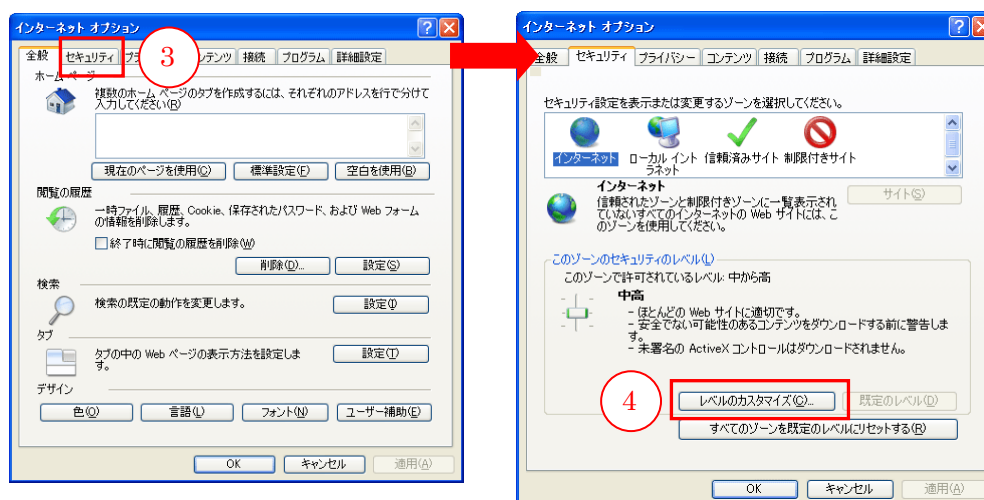 インターネット オプション
全般 セキュリティ 接続 プログラム 詳細設定
3
ホーム ページ
複数のホーム ページのタブを作成するには、それぞれのアドレスを行で分けて
入力してください(R)
現在のページを使用(C) 標準設定(F) 空白を使用(B)
閲覧の履歴
一時ファイル、履歴、Cookie、保存されたパスワード、および Web フォーム
の情報を削除します。
終了時に閲覧の履歴を削除(W)
削除(D)... 設定(S)
検索
検索の既定の動作を変更します。
設定(I)
タブ
タブの中の Web ページの表示方法を設定しま
す。
設定(T)
デザイン
色(O) 言語(L) フォント(N) ユーザー補助(E)
OK キャンセル 適用(A)
インターネット オプション
全般 セキュリティ プライバシー コンテンツ 接続 プログラム 詳細設定
セキュリティ設定を表示または変更するゾーンを選択してください。
インターネット ローカル イント 信頼済みサイト 制限付きサイト
ラネット
インターネット
信頼されたゾーンと制限付きゾーンに一覧表示され
ていないすべてのインターネットの Web サイトには、こ
のゾーンを使用してください。
サイト(S)
このゾーンのセキュリティのレベル(L)
このゾーンで許可されているレベル: 中から高
中高
- ほとんどの Web サイトに適切です。
- 安全でない可能性のあるコンテンツをダウンロードする前に警告しま
す。
- 未署名の ActiveX コントロールはダウンロードされません。
4
レベルのカスタマイズ(C)... 既定のレベル(D)
すべてのゾーンを既定のレベルにリセットする(R)
OK キャンセル 適用(A)